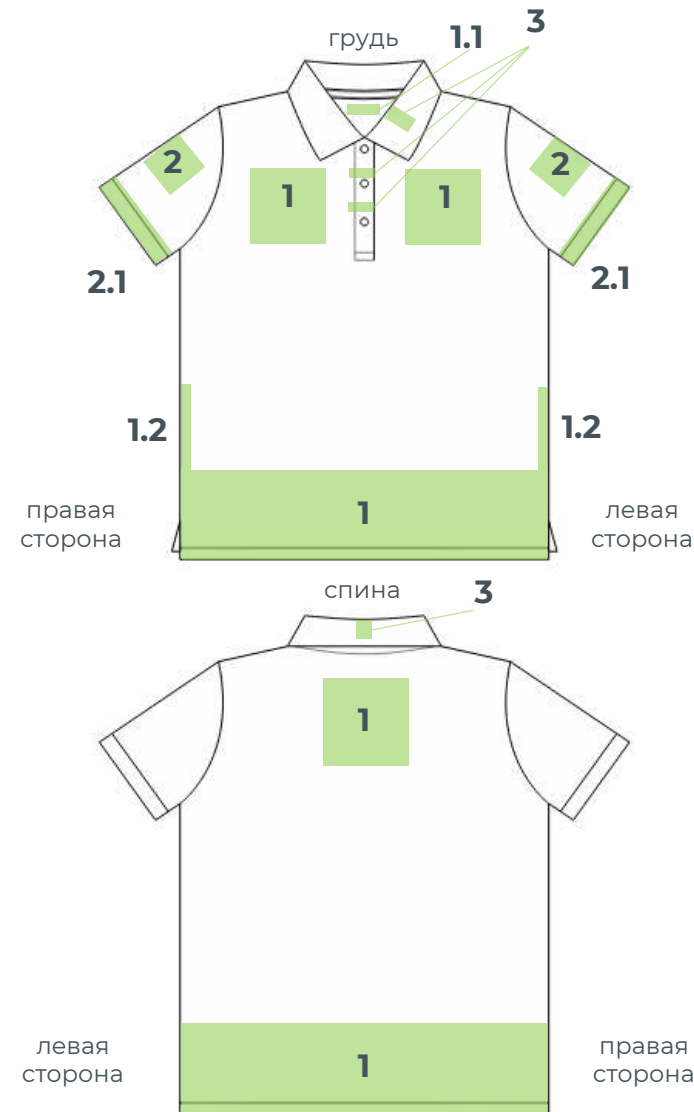 грудь
1.1
3
2
2
1
1
2.1
2.1
1.2
1.2
1
правая
сторона
левая
сторона
спина
3
1
левая
сторона
1
правая
сторона